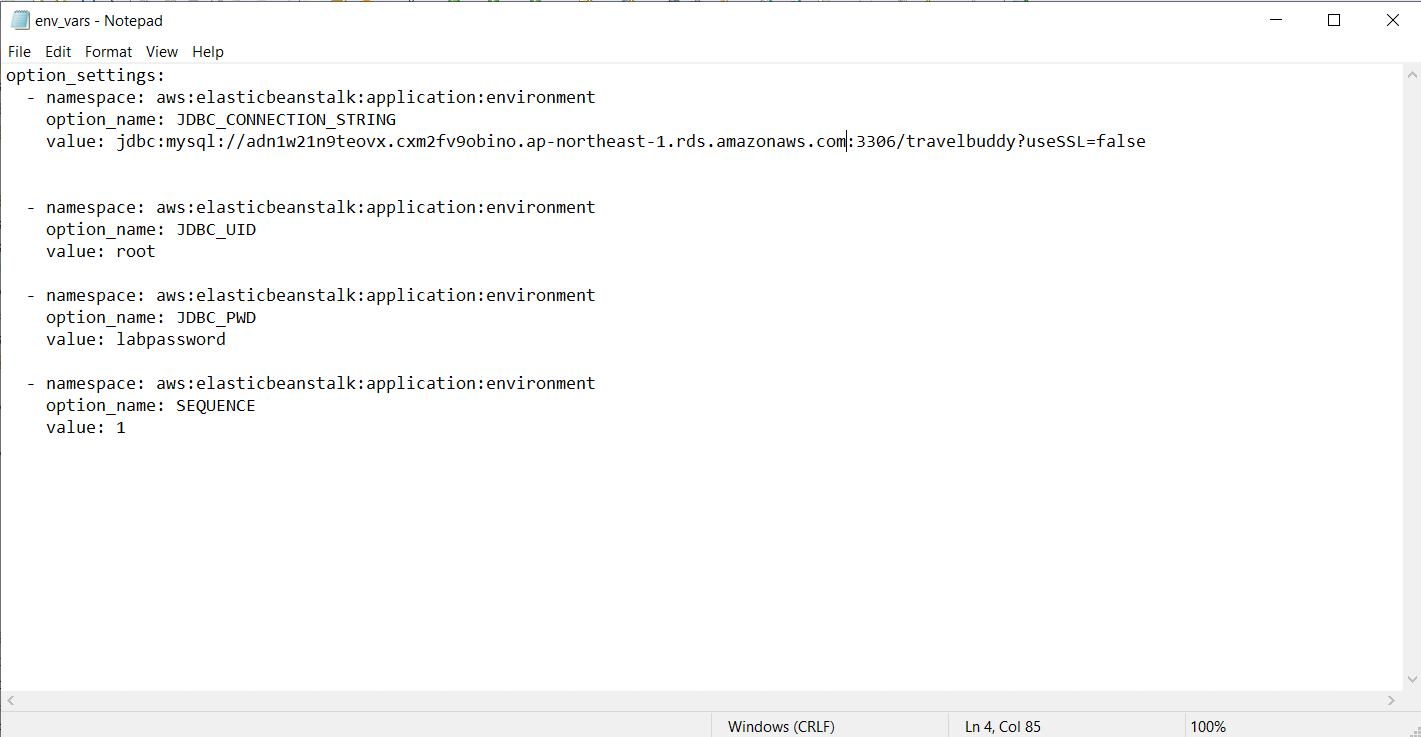 env_vars - Notepad
File Edit Format View Help
option_settings:
  - namespace: aws:elasticbeanstalk:application:environment
    option_name: JDBC_CONNECTION_STRING
    value: jdbc:mysql://adn1w21n9teovx.cxm2fv9obino.ap-northeast-1.rds.amazonaws.com:3306/travelbuddy?useSSL=false
  - namespace: aws:elasticbeanstalk:application:environment
    option_name: JDBC_UID
    value: root
  - namespace: aws:elasticbeanstalk:application:environment
    option_name: JDBC_PWD
    value: labpassword
  - namespace: aws:elasticbeanstalk:application:environment
    option_name: SEQUENCE
    value: 1
Windows (CRLF) Ln 4, Col 85 100%